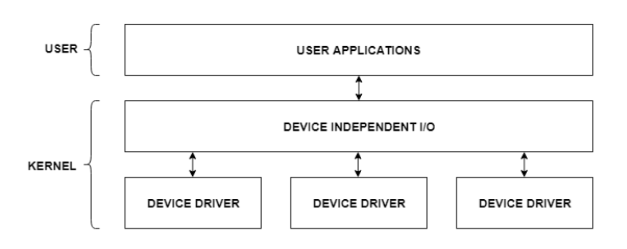 USER
USER APPLICATIONS
DEVICE INDEPENDENT I/O
KERNEL
DEVICE DRIVER
DEVICE DRIVER
DEVICE DRIVER